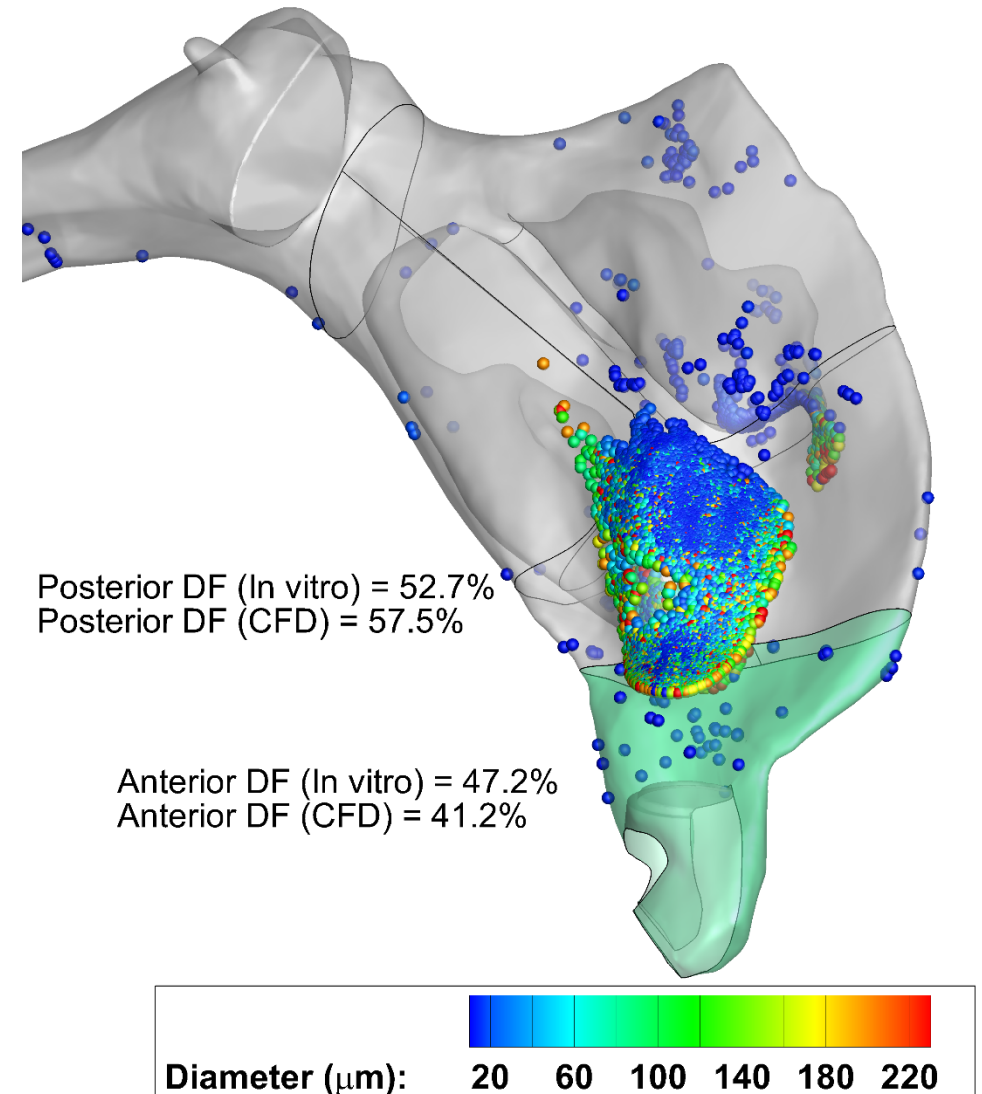 Posterior DF (In vitro) = 52.7%
Posterior DF (CFD) = 57.5%
Anterior DF (In vitro) = 47.2%
Anterior DF (CFD) = 41.2%
Diameter (μm): 20 60 100 140 180 220